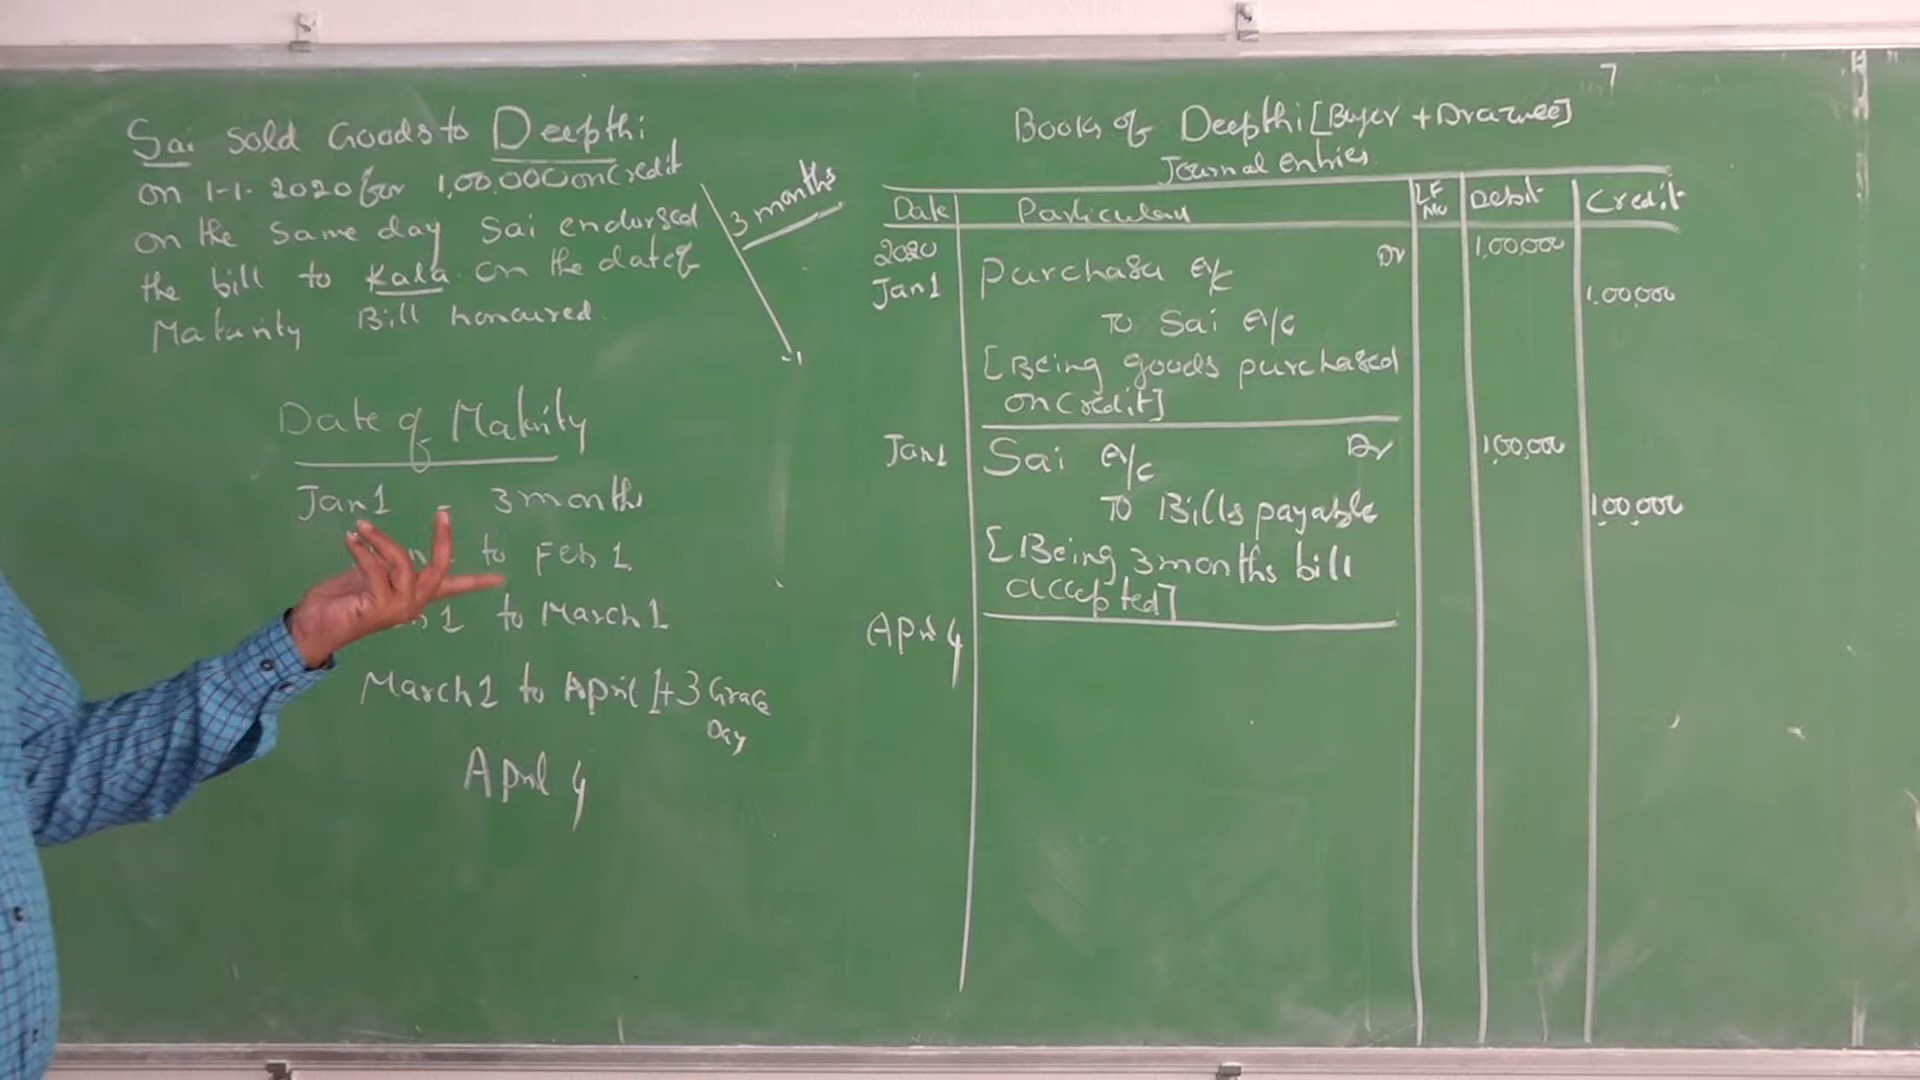 Sai sold Goods to Deepthi
on 1-1-2020 for 1,00,000 on Credit
on the Same day Sai endorsed
the bill to Kala on the date of
Maturity Bill honoured.
3 months
Date of Maturity
Jan 1 - 3 months
to Feb 1
1 to March 1
March 1 to April 1+3 Grace
Day
April 4
7
Books of Deepthi [Buyer + Drawee]
Journal entries
Date Particulars LF No Debit Credit
2020
Jan 1 Purchase A/c Dr 1,00,000
To Sai A/c 1,00,000
[Being goods purchased
on Credit]
Jan 1 Sai A/c Dr 1,00,000
To Bills payable 1,00,000
[Being 3 months bill
accepted]
April 4